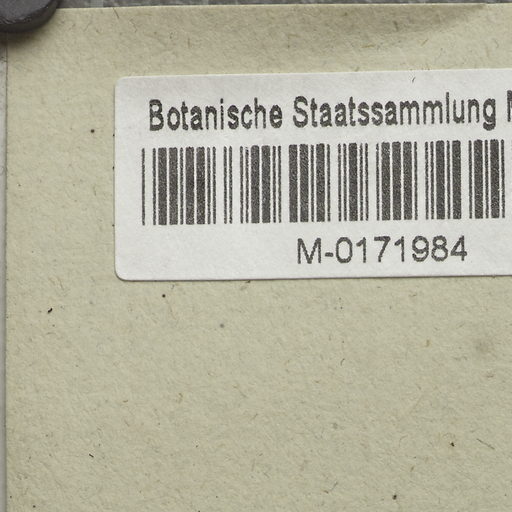 Botanische Staatssammlung
M-0171984